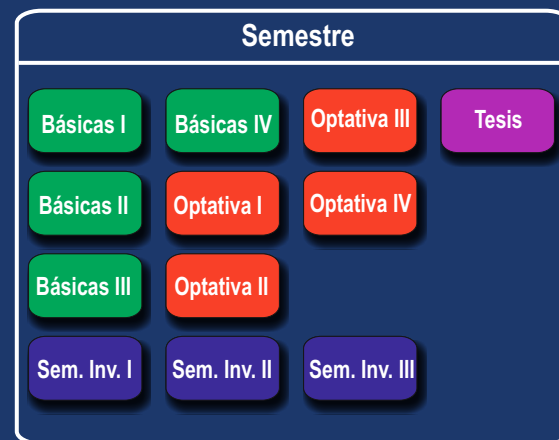 Semestre
Básicas I
Básicas IV
Optativa III
Tesis
Básicas II
Optativa I
Optativa IV
Básicas III
Optativa II
Sem. Inv. I
Sem. Inv. II
Sem. Inv. III